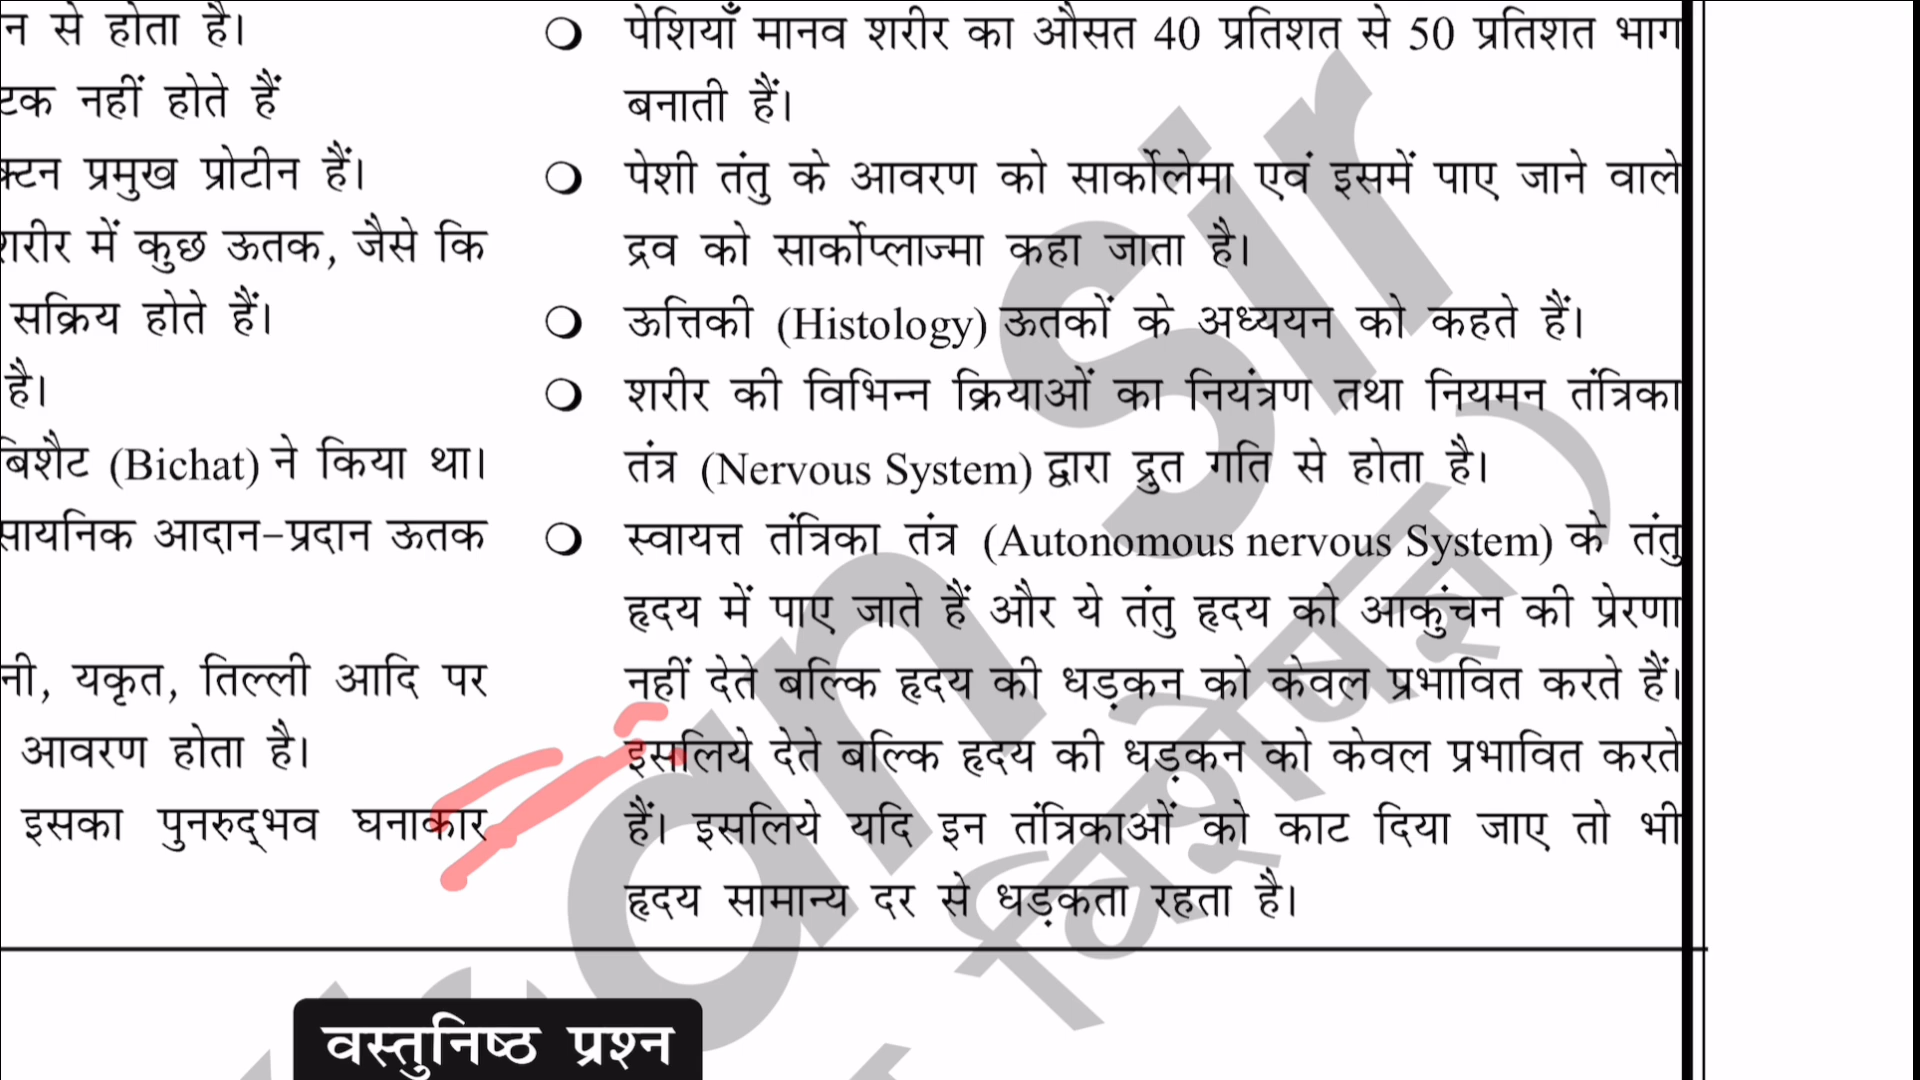 न से होता है।
टक नहीं होते हैं
क्टन प्रमुख प्रोटीन हैं।
शरीर में कुछ ऊतक, जैसे कि
सक्रिय होते हैं।
है।
बिशैट (Bichat) ने किया था।
सायनिक आदान-प्रदान ऊतक
नी, यकृत, तिल्ली आदि पर
आवरण होता है।
इसका पुनरुद्भव घनाकार
❍ पेशियाँ मानव शरीर का औसत 40 प्रतिशत से 50 प्रतिशत भाग
बनाती हैं।
❍ पेशी तंतु के आवरण को सार्कोलेमा एवं इसमें पाए जाने वाले
द्रव को सार्कोप्लाज्मा कहा जाता है।
❍ ऊत्तिकी (Histology) ऊतकों के अध्ययन को कहते हैं।
❍ शरीर की विभिन्न क्रियाओं का नियंत्रण तथा नियमन तंत्रिका
तंत्र (Nervous System) द्वारा द्रुत गति से होता है।
❍ स्वायत्त तंत्रिका तंत्र (Autonomous nervous System) के तंतु
हृदय में पाए जाते हैं और ये तंतु हृदय को आकुंचन की प्रेरणा
नहीं देते बल्कि हृदय की धड़कन को केवल प्रभावित करते हैं।
इसलिये देते बल्कि हृदय की धड़कन को केवल प्रभावित करते
हैं। इसलिये यदि इन तंत्रिकाओं को काट दिया जाए तो भी
हृदय सामान्य दर से धड़कता रहता है।
वस्तुनिष्ठ प्रश्न
an Sir
विशेषज्ञ )